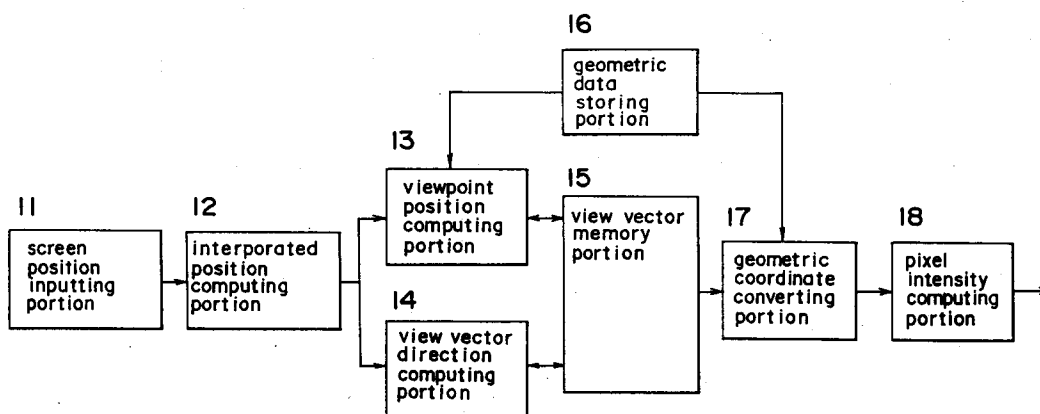 16
geometric
data
storing
portion
13
viewpoint
position
computing
portion
15
view vector
memory
portion
11
screen
position
inputting
portion
12
interporated
position
computing
portion
14
view vector
direction
computing
portion
17
geometric
coordinate
converting
portion
18
pixel
intensity
computing
portion